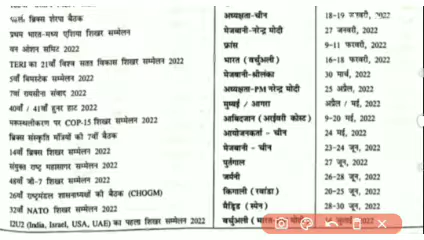 ब्रिक्स शेरपा बैठक अध्यक्षता-चीन 18-19 जनवरी, 2022
प्रथम भारत-मध्य एशिया शिखर सम्मेलन मेजबानी-नरेन्द्र मोदी 27 जनवरी, 2022
वन ओशन समिट 2022 फ्रांस 9-11 फरवरी, 2022
TERI का 21वाँ विश्व सतत विकास शिखर सम्मेलन 2022 भारत (वर्चुअली) 16-18 फरवरी, 2022
5वाँ बिमस्टेक सम्मेलन 2022 मेजबानी-श्रीलंका 30 मार्च, 2022
7वां रायसीना संवाद 2022 अध्यक्षता-PM नरेन्द्र मोदी 25 अप्रैल, 2022
40वाँ / 41वाँ हुनर हाट 2022 मुम्बई / आगरा अप्रैल / मई, 2022
मरुस्थलीकरण पर COP-15 शिखर सम्मेलन 2022 आबिदजान (आईवरी कोस्ट) 9-20 मई, 2022
ब्रिक्स संस्कृति मंत्रियों की 7वीं बैठक आयोजनकर्ता - चीन 24 मई, 2022
14वाँ ब्रिक्स शिखर सम्मेलन 2022 मेजबानी - चीन 23-24 जून, 2022
संयुक्त राष्ट्र महासागर सम्मेलन 2022 पुर्तगाल 27 जून, 2022
48वाँ जी-7 शिखर सम्मेलन 2022 जर्मनी 26-28 जून, 2022
26वाँ राष्ट्रमंडल शासनाध्यक्षों की बैठक (CHOGM) किगाली (रवांडा) 20-25 जून, 2022
32वाँ NATO शिखर सम्मेलन 2022 मैड्रिड (स्पेन) 28-30 जून, 2022
I2U2 (India, Israel, USA, UAE) का पहला शिखर सम्मेलन 2022 वर्चुअली